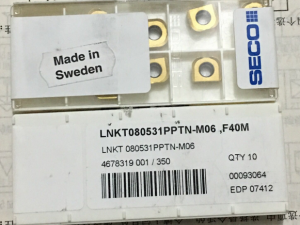 Made in
Sweden
SECO
LNKT080531PPTN-M06 ,F40M
LNKT 080531PPTN-M06
4678319 001 / 350
QTY 10
00093064
EDP 07412